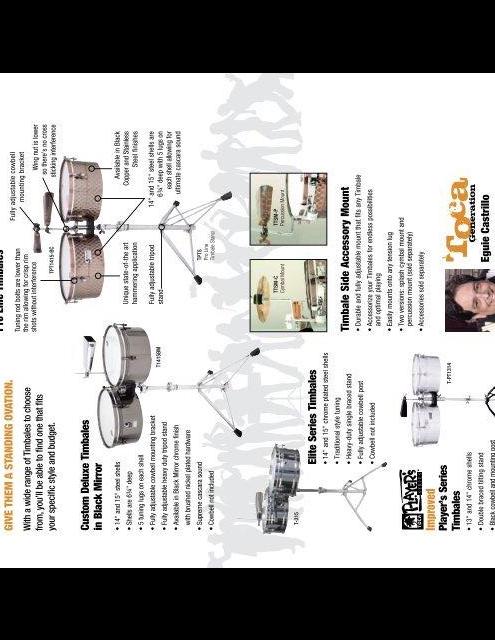 GIVE THEM A STANDING OVATION.
With a wide range of Timbales to choose
from, you'll be able to find one that fits
your specific style and budget.
Custom Deluxe Timbales
in Black Mirror
• 14" and 15" steel shells
• Shells are 6¼" deep
• 5 tuning lugs on each shell
• Fully adjustable cowbell mounting bracket
• Fully adjustable heavy duty tripod stand
• Available in Black Mirror chrome finish
with brushed nickel plated hardware
• Supreme cascara sound
• Cowbell not included
T1415BM
T-315
Elite Series Timbales
• 14" and 15" chrome plated steel shells
• Traditional style tuning
• Heavy-duty single braced stand
• Fully adjustable cowbell post
• Cowbell not included
PLAYER'S
Improved
Player's Series
Timbales
• 13" and 14" chrome shells
• Double braced tilting stand
• Black cowbell and mounting post
T-PT1314
Pro Line Timbales
Tuning rod bolts are lower than
the rim allowing for crisp rim
shots without interference
TPT1415-BC
Fully adjustable cowbell
mounting bracket
Wing nut is lower
so there's no cross
sticking interference
Available in Black
Copper and Stainless
Steel finishes
14" and 15" steel shells are
6¾" deep with 5 lugs on
each shell allowing for
ultimate cascara sound
Unique state-of-the art
hammering application
Fully adjustable tripod
stand
TPTS
Pro Line
Timbale Stand
TTSM-C
Cymbal Mount
TTSM-P
Percussion Mount
Timbale Side Accessory Mount
• Durable and fully adjustable mount that fits any Timbale
• Accessorize your Timbales for endless possibilities
and optimal playing
• Easily mounts onto any tension lug
• Two versions: splash cymbal mount and
percussion mount (sold separately)
• Accessories sold separately
Toca
Generation
Eguie Castrillo